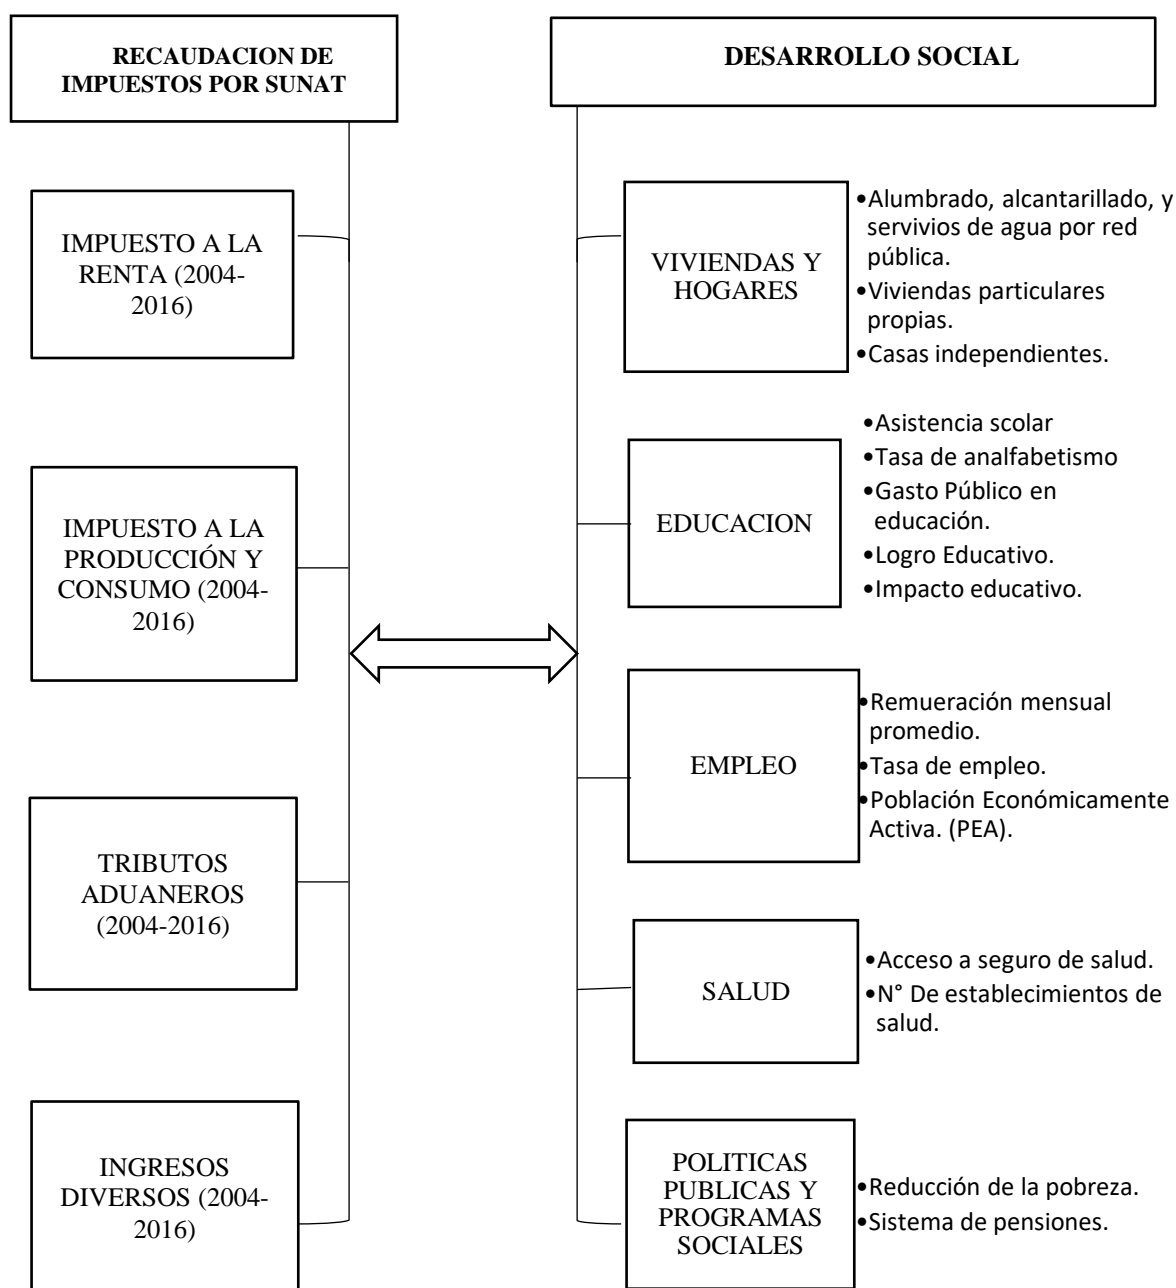 RECAUDACION DE
IMPUESTOS POR SUNAT
IMPUESTO A LA
RENTA (2004-
2016)
IMPUESTO A LA
PRODUCCIÓN Y
CONSUMO (2004-
2016)
TRIBUTOS
ADUANEROS
(2004-2016)
INGRESOS
DIVERSOS (2004-
2016)
DESARROLLO SOCIAL
VIVIENDAS Y
HOGARES
•Alumbrado, alcantarillado, y
servivios de agua por red
pública.
•Viviendas particulares
propias.
•Casas independientes.
EDUCACION
•Asistencia scolar
•Tasa de analfabetismo
•Gasto Público en
educación.
•Logro Educativo.
•Impacto educativo.
EMPLEO
•Remueración mensual
promedio.
•Tasa de empleo.
•Población Económicamente
Activa. (PEA).
SALUD
•Acceso a seguro de salud.
•N° De establecimientos de
salud.
POLITICAS
PUBLICAS Y
PROGRAMAS
SOCIALES
•Reducción de la pobreza.
•Sistema de pensiones.